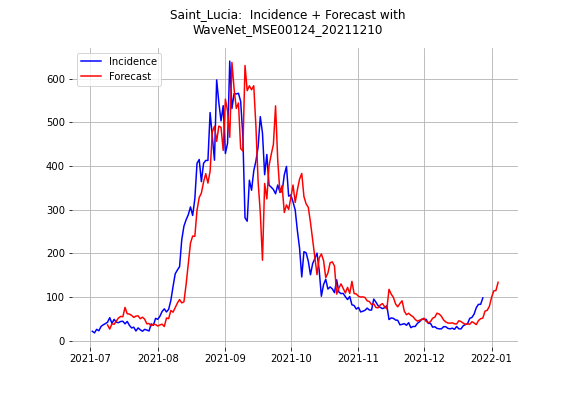 Saint_Lucia:  Incidence + Forecast with
WaveNet_MSE00124_20211210
Incidence
Forecast
600
500
400
300
200
100
0
2021-07 2021-08 2021-09 2021-10 2021-11 2021-12 2022-01